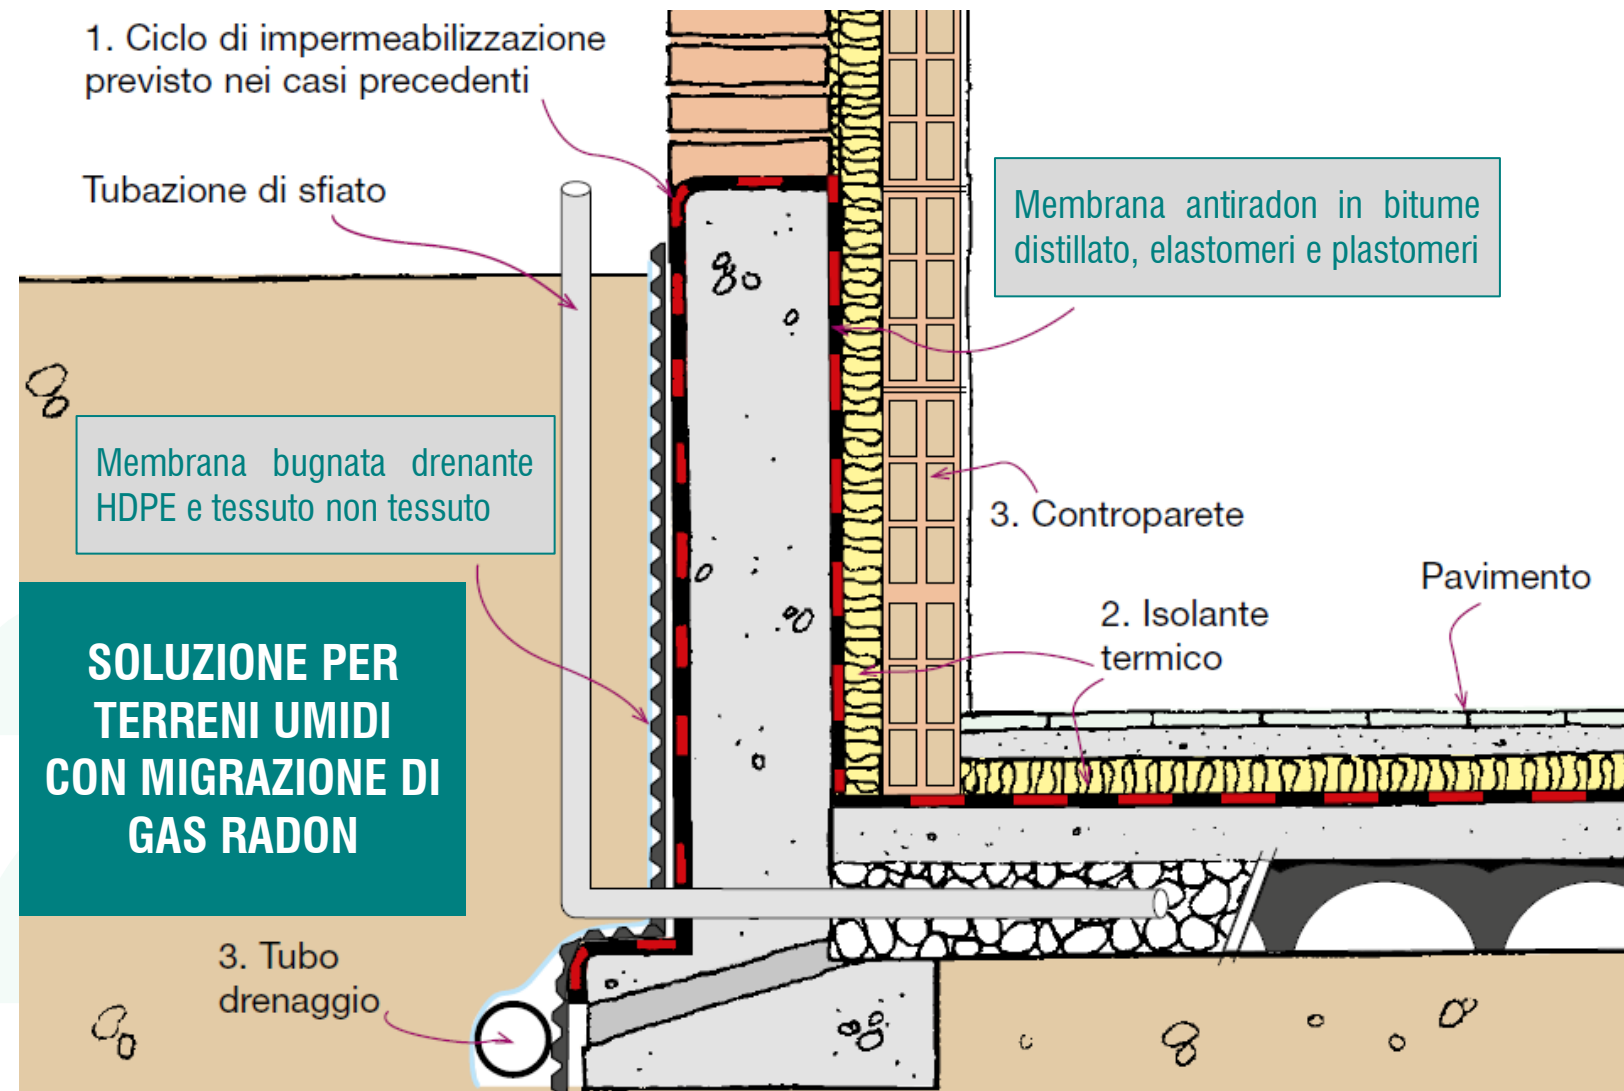 1. Ciclo di impermeabilizzazione
previsto nei casi precedenti
Tubazione di sfiato
Membrana antiradon in bitume
distillato, elastomeri e plastomeri
Membrana bugnata drenante
HDPE e tessuto non tessuto
3. Controparete
Pavimento
2. Isolante
termico
SOLUZIONE PER
TERRENI UMIDI
CON MIGRAZIONE DI
GAS RADON
3. Tubo
drenaggio